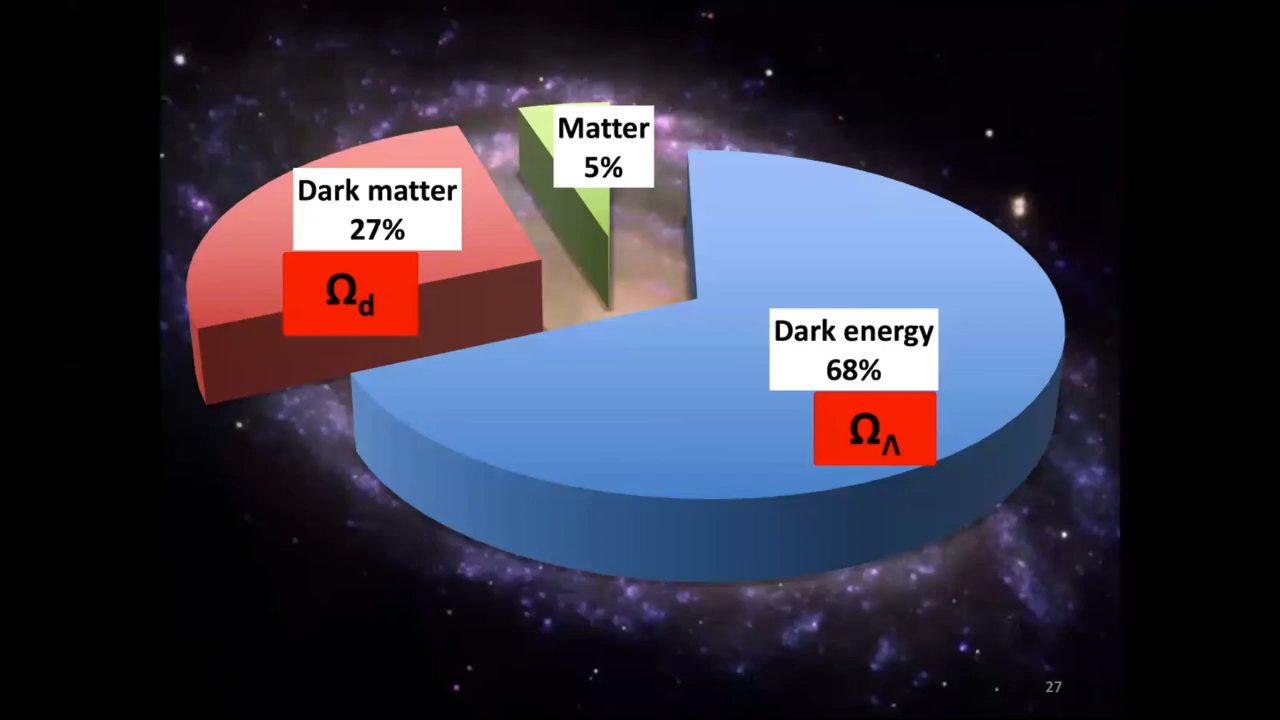 Matter
5%
Dark matter
27%
Ωd
Dark energy
68%
ΩΛ
27